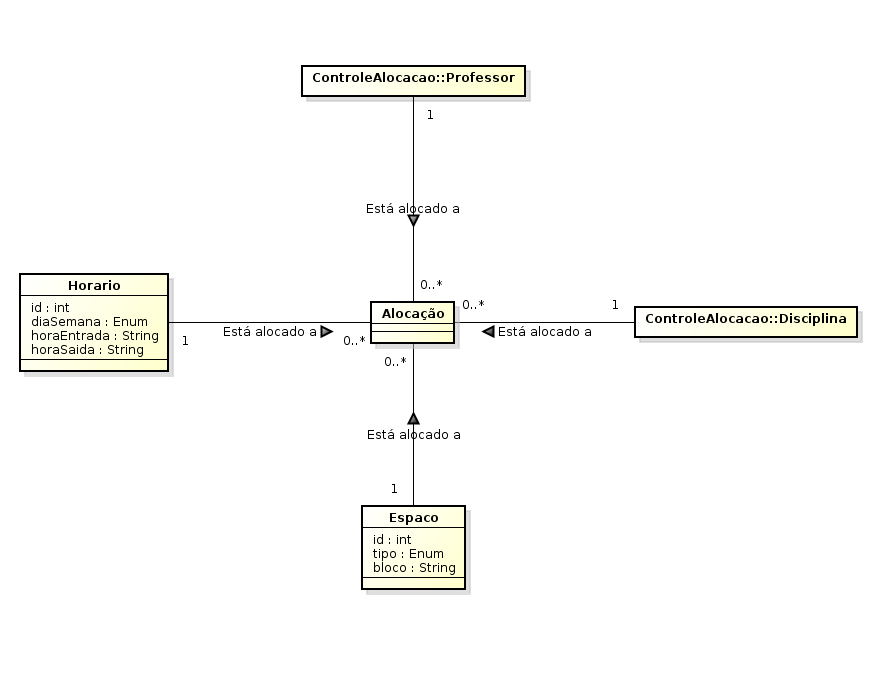 ControleAlocacao::Professor
1
Está alocado a
0..*
Horario
id : int
diaSemana : Enum
horaEntrada : String
horaSaida : String
1
Está alocado a
0..*
Alocação
0..*
1
Está alocado a
ControleAlocacao::Disciplina
0..*
Está alocado a
1
Espaco
id : int
tipo : Enum
bloco : String